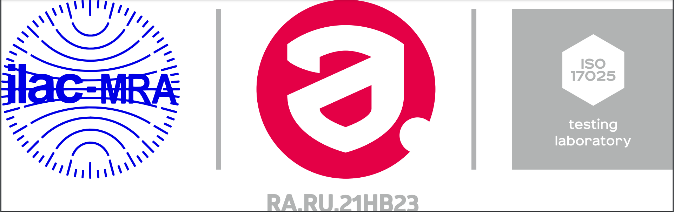 ilac-MRA
a.
RA.RU.21HB23
ISO
17025
testing
laboratory